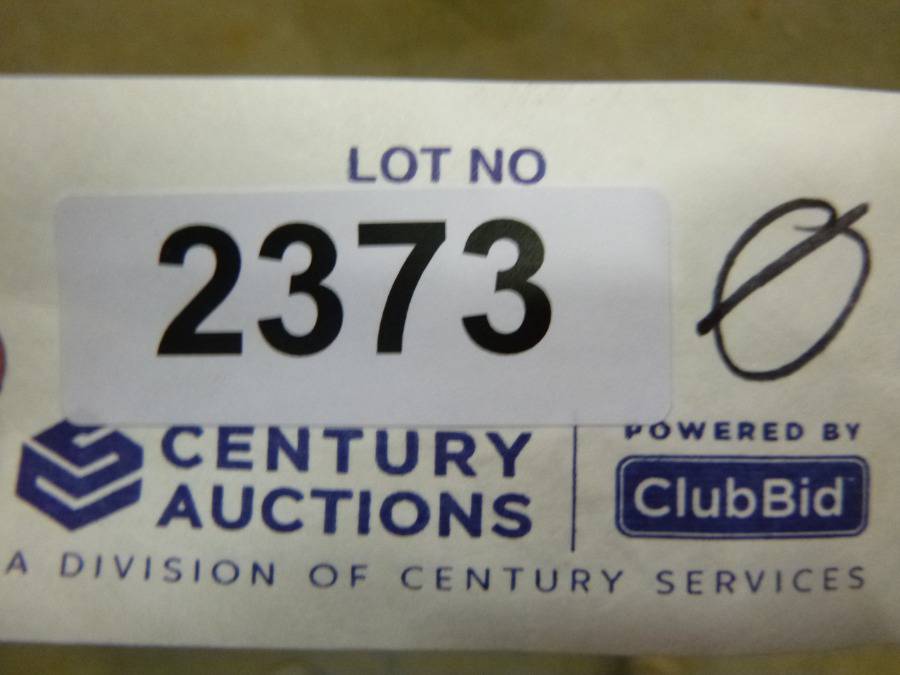 LOT NO
2373 Ø
CENTURY
AUCTIONS
POWERED BY
ClubBid
A DIVISION OF CENTURY SERVICES